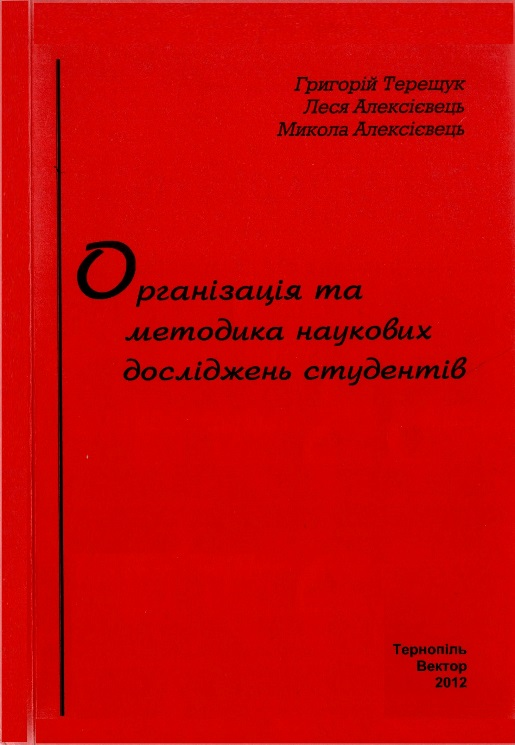 Григорій Терещук
Леся Алексієвець
Микола Алексієвець
Організація та
методика наукових
досліджень студентів
Тернопіль
Вектор
2012